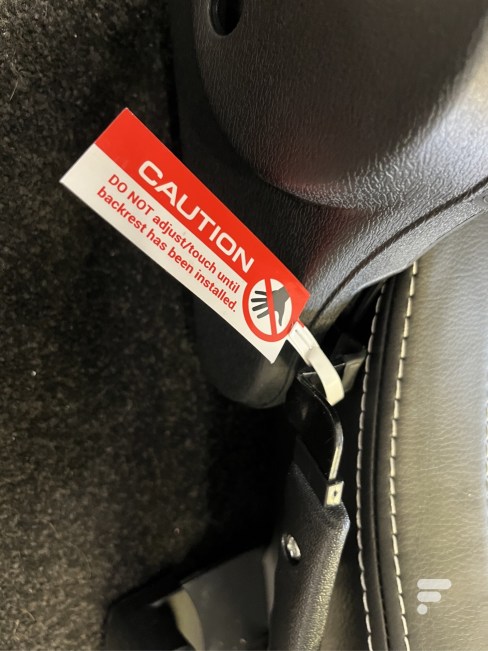 CAUTION
DO NOT adjust/touch until
backrest has been installed.